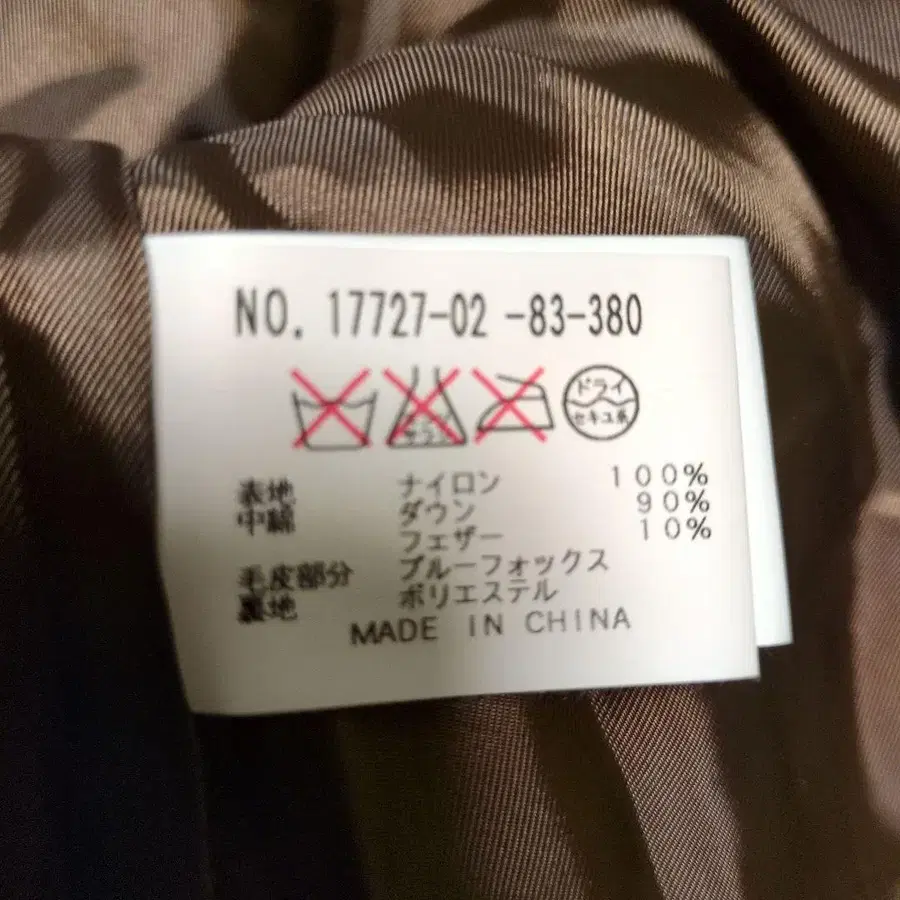 NO. 17727-02 -83-380
ドライ
セキユ系
表地 ナイロン 100%
中綿 ダウン 90%
フェザー 10%
毛皮部分 ブルーフォックス
裏地 ポリエステル
MADE IN CHINA